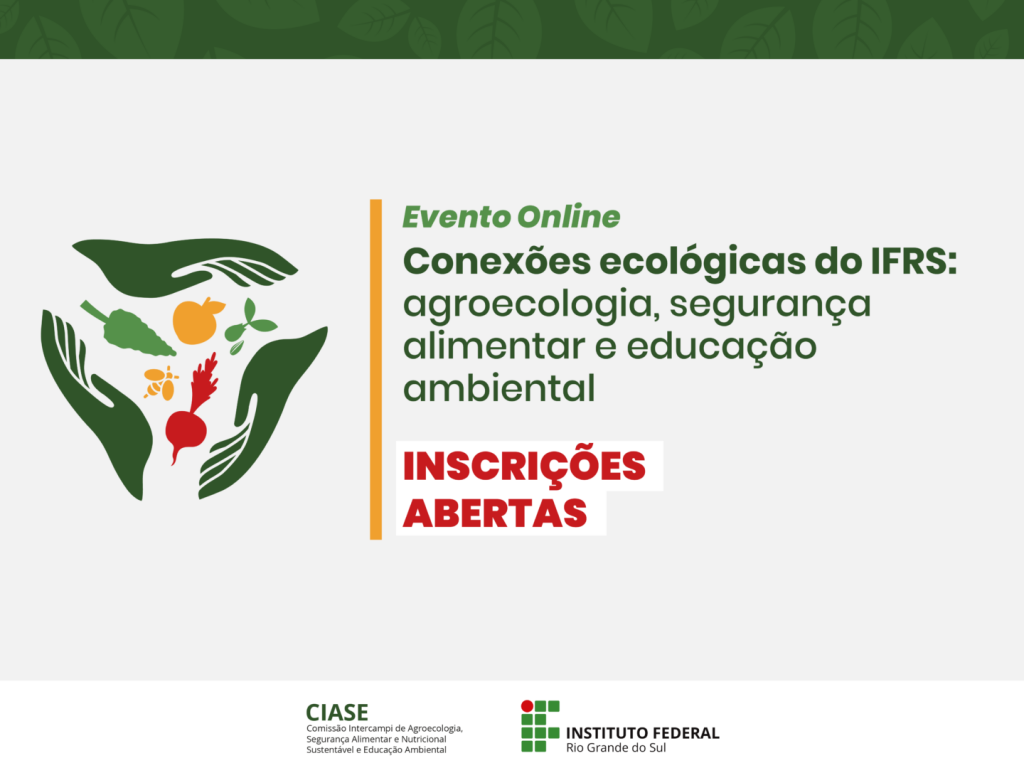 Evento Online
Conexões ecológicas do IFRS:
agroecologia, segurança
alimentar e educação
ambiental
INSCRIÇÕES
ABERTAS
CIASE
Comissão Intercampi de Agroecologia,
Segurança Alimentar e Nutricional
Sustentável e Educação Ambiental
INSTITUTO FEDERAL
Rio Grande do Sul